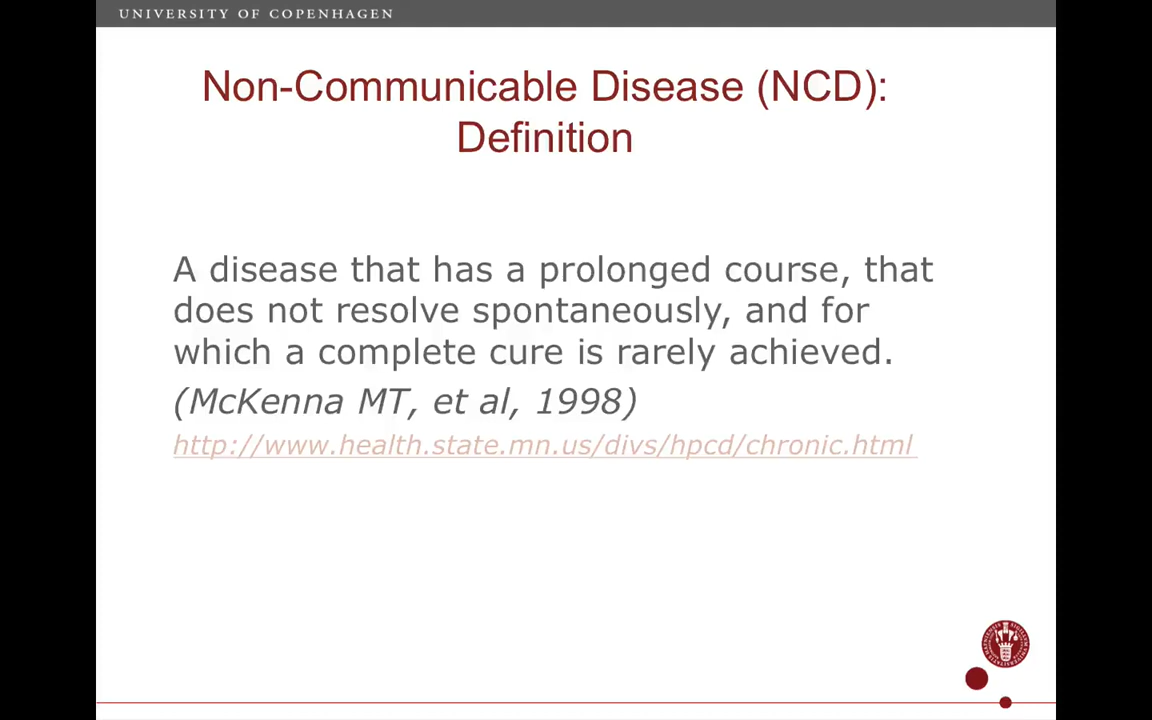 UNIVERSITY OF COPENHAGEN
Non-Communicable Disease (NCD):
Definition
A disease that has a prolonged course, that
does not resolve spontaneously, and for
which a complete cure is rarely achieved.
(McKenna MT, et al, 1998)
http://www.health.state.mn.us/divs/hpcd/chronic.html